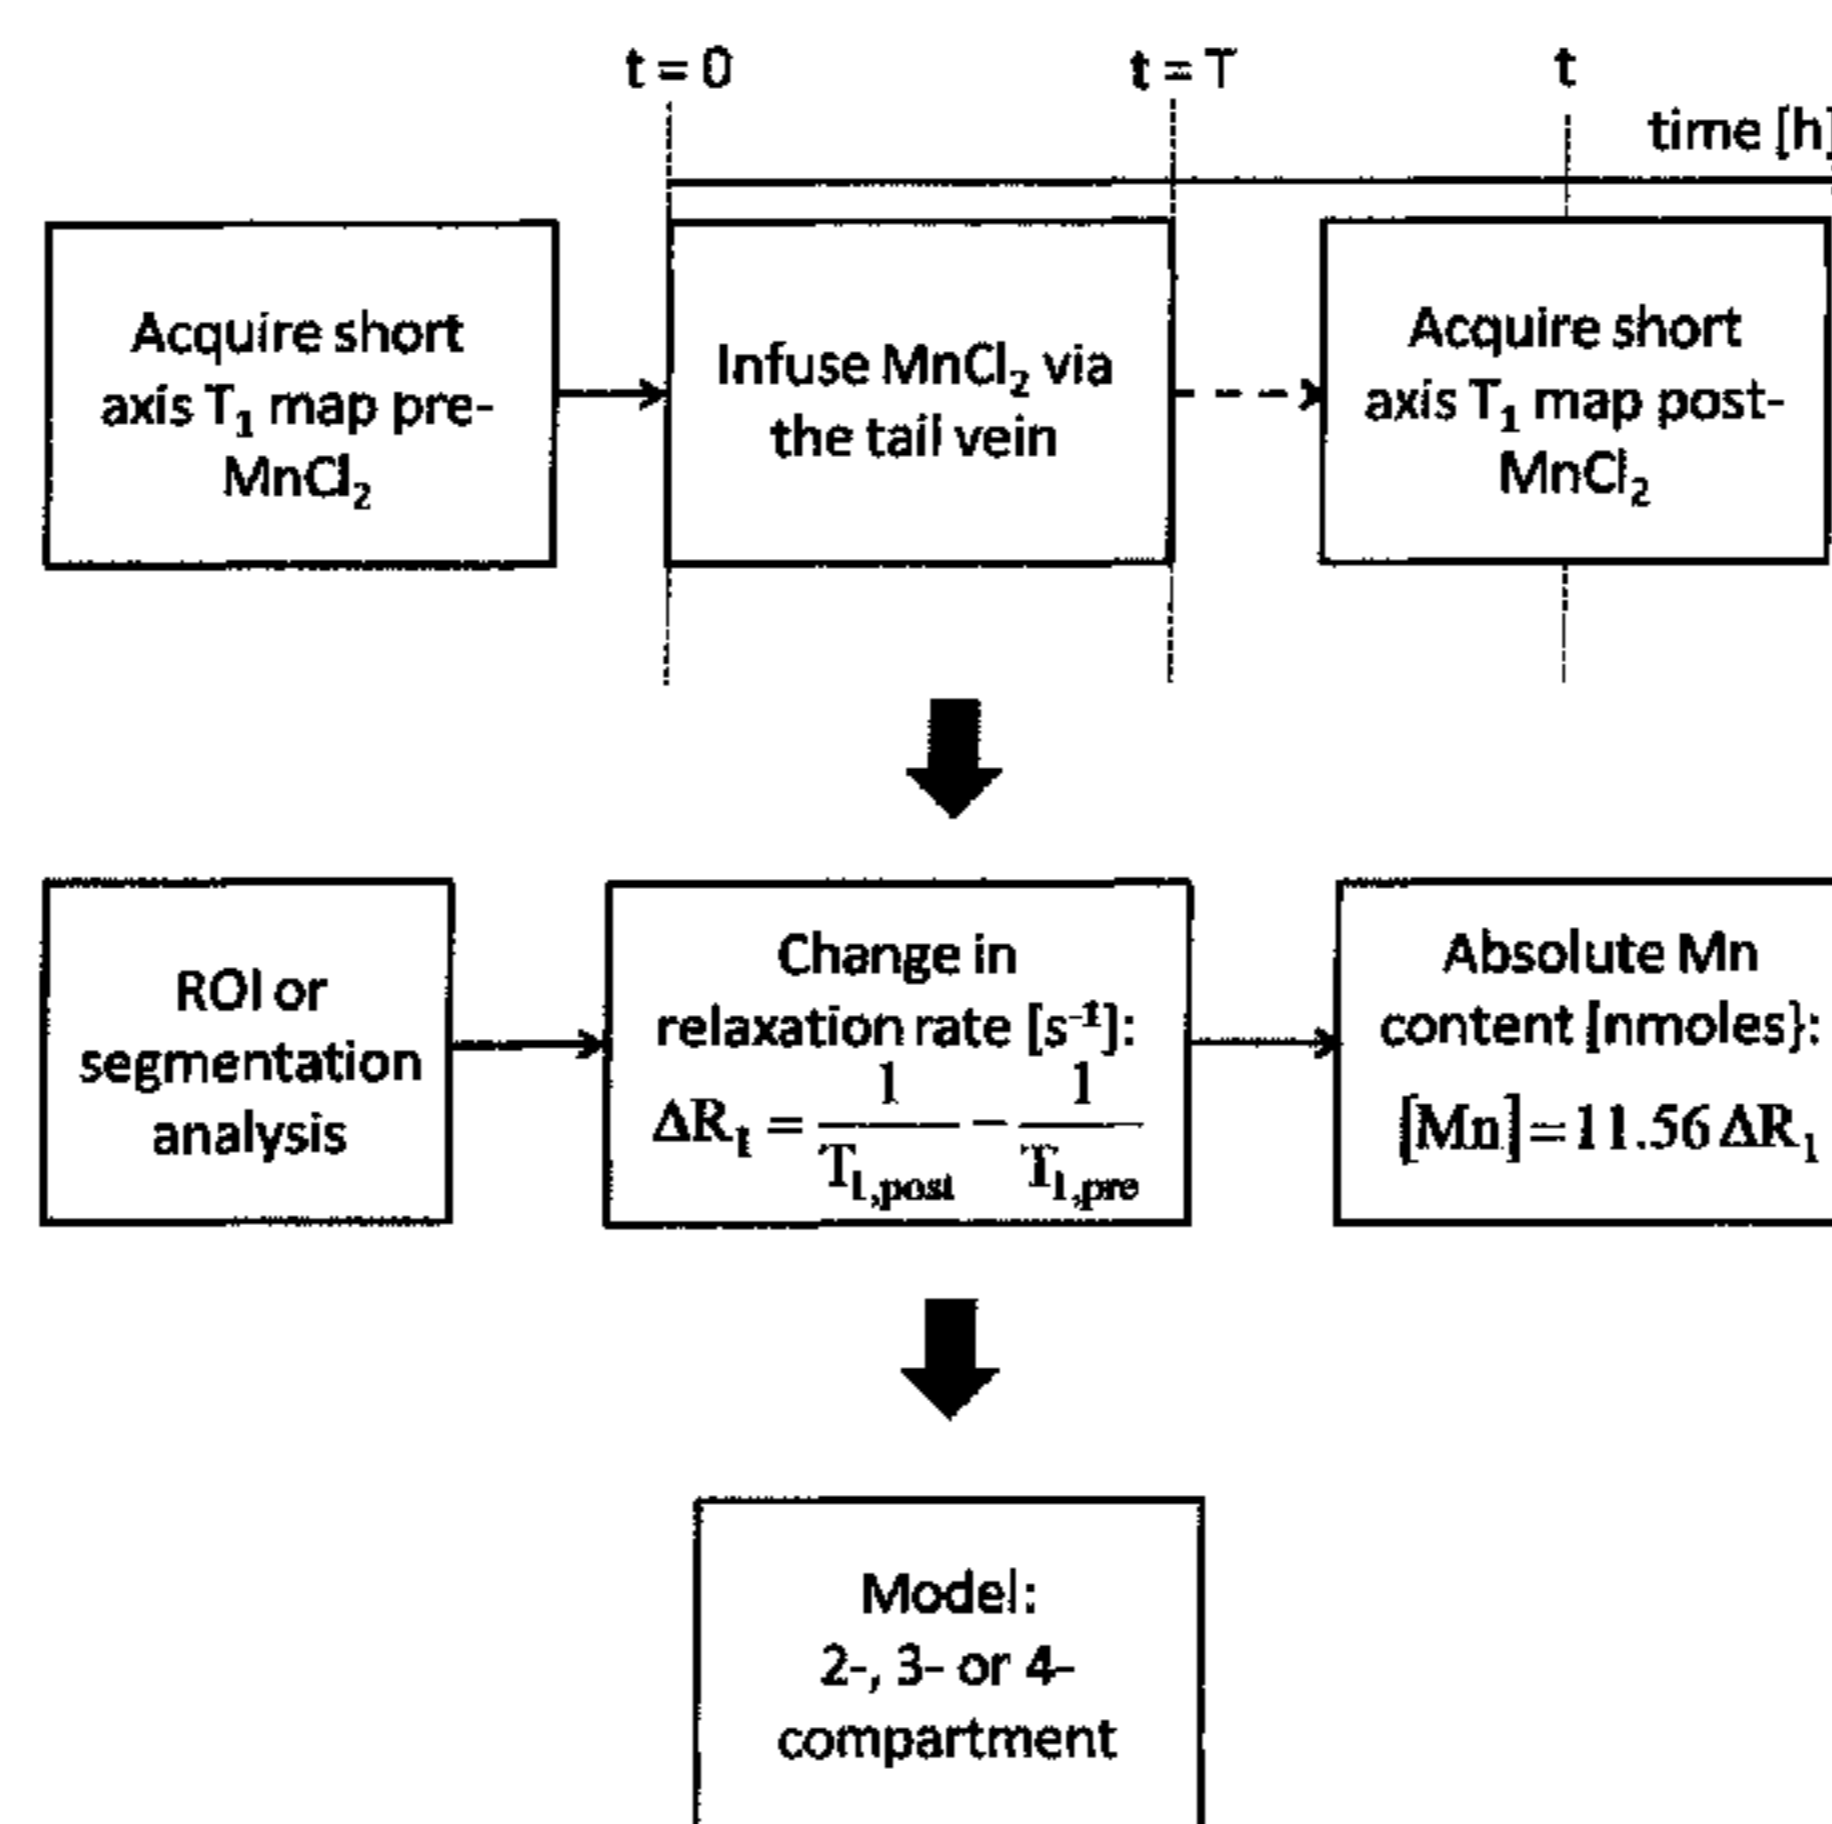 t = 0
t = T
t
time [h]
Acquire short
axis T₁ map pre-
MnCl₂
Infuse MnCl₂ via
the tail vein
Acquire short
axis T₁ map post-
MnCl₂
ROI or
segmentation
analysis
Change in
relaxation rate [s⁻¹]:
ΔR₁ = 1/T₁,post − 1/T₁,pre
Absolute Mn
content [nmoles}:
[Mn] = 11.56 ΔR₁
Model:
2-, 3- or 4-
compartment